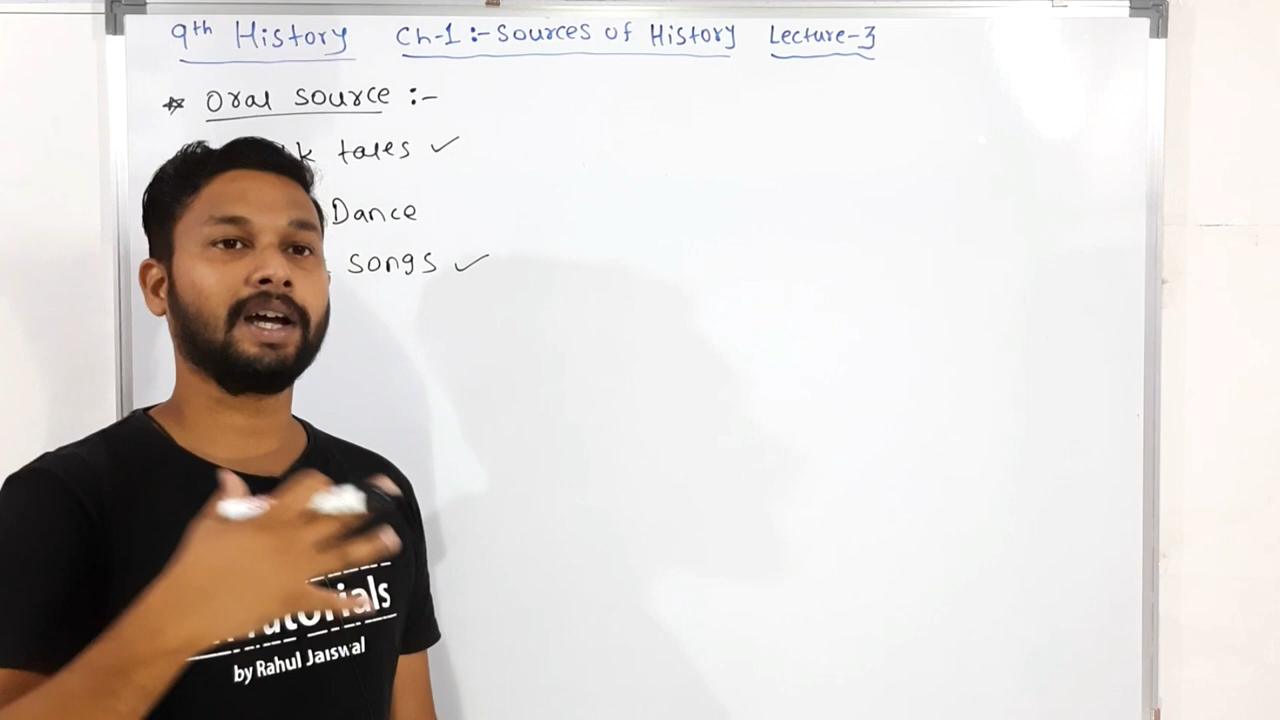 9th History Ch-1 :- Sources of History Lecture-3
* Oral source :-
tales ✓
Dance
songs ✓
by Rahul Jaiswal